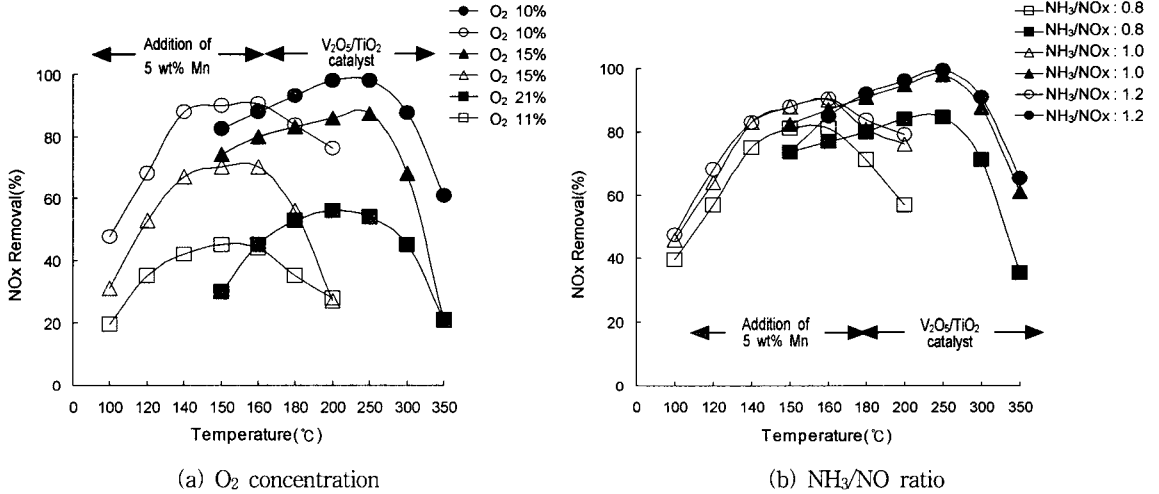 Addition of
5 wt% Mn
V₂O₅/TiO₂
catalyst
O₂ 10%
O₂ 10%
O₂ 15%
O₂ 15%
O₂ 21%
O₂ 11%
NOx Removal(%)
100
80
60
40
20
0
0 100 120 140 150 160 180 200 250 300 350
Temperature(℃)
(a) O₂ concentration
NH₃/NOx : 0.8
NH₃/NOx : 0.8
NH₃/NOx : 1.0
NH₃/NOx : 1.0
NH₃/NOx : 1.2
NH₃/NOx : 1.2
NOx Removal(%)
100
80
60
40
20
0
Addition of
5 wt% Mn
V₂O₅/TiO₂
catalyst
0 100 120 140 150 160 180 200 250 300 350
Temperature(℃)
(b) NH₃/NO ratio